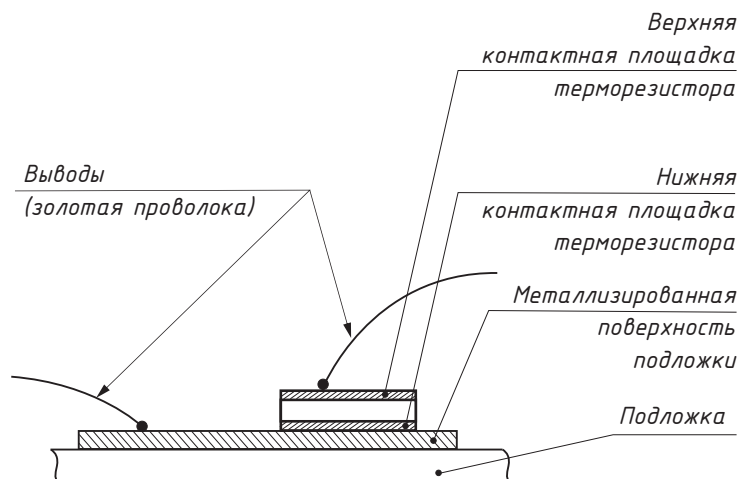 Верхняя
контактная площадка
терморезистора
Выводы
(золотая проволока)
Нижняя
контактная площадка
терморезистора
Металлизированная
поверхность
подложки
Подложка